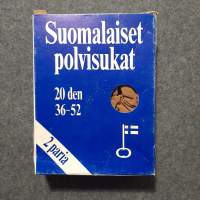 Suomalaiset
polvisukat
20 den
36-52
2 paria